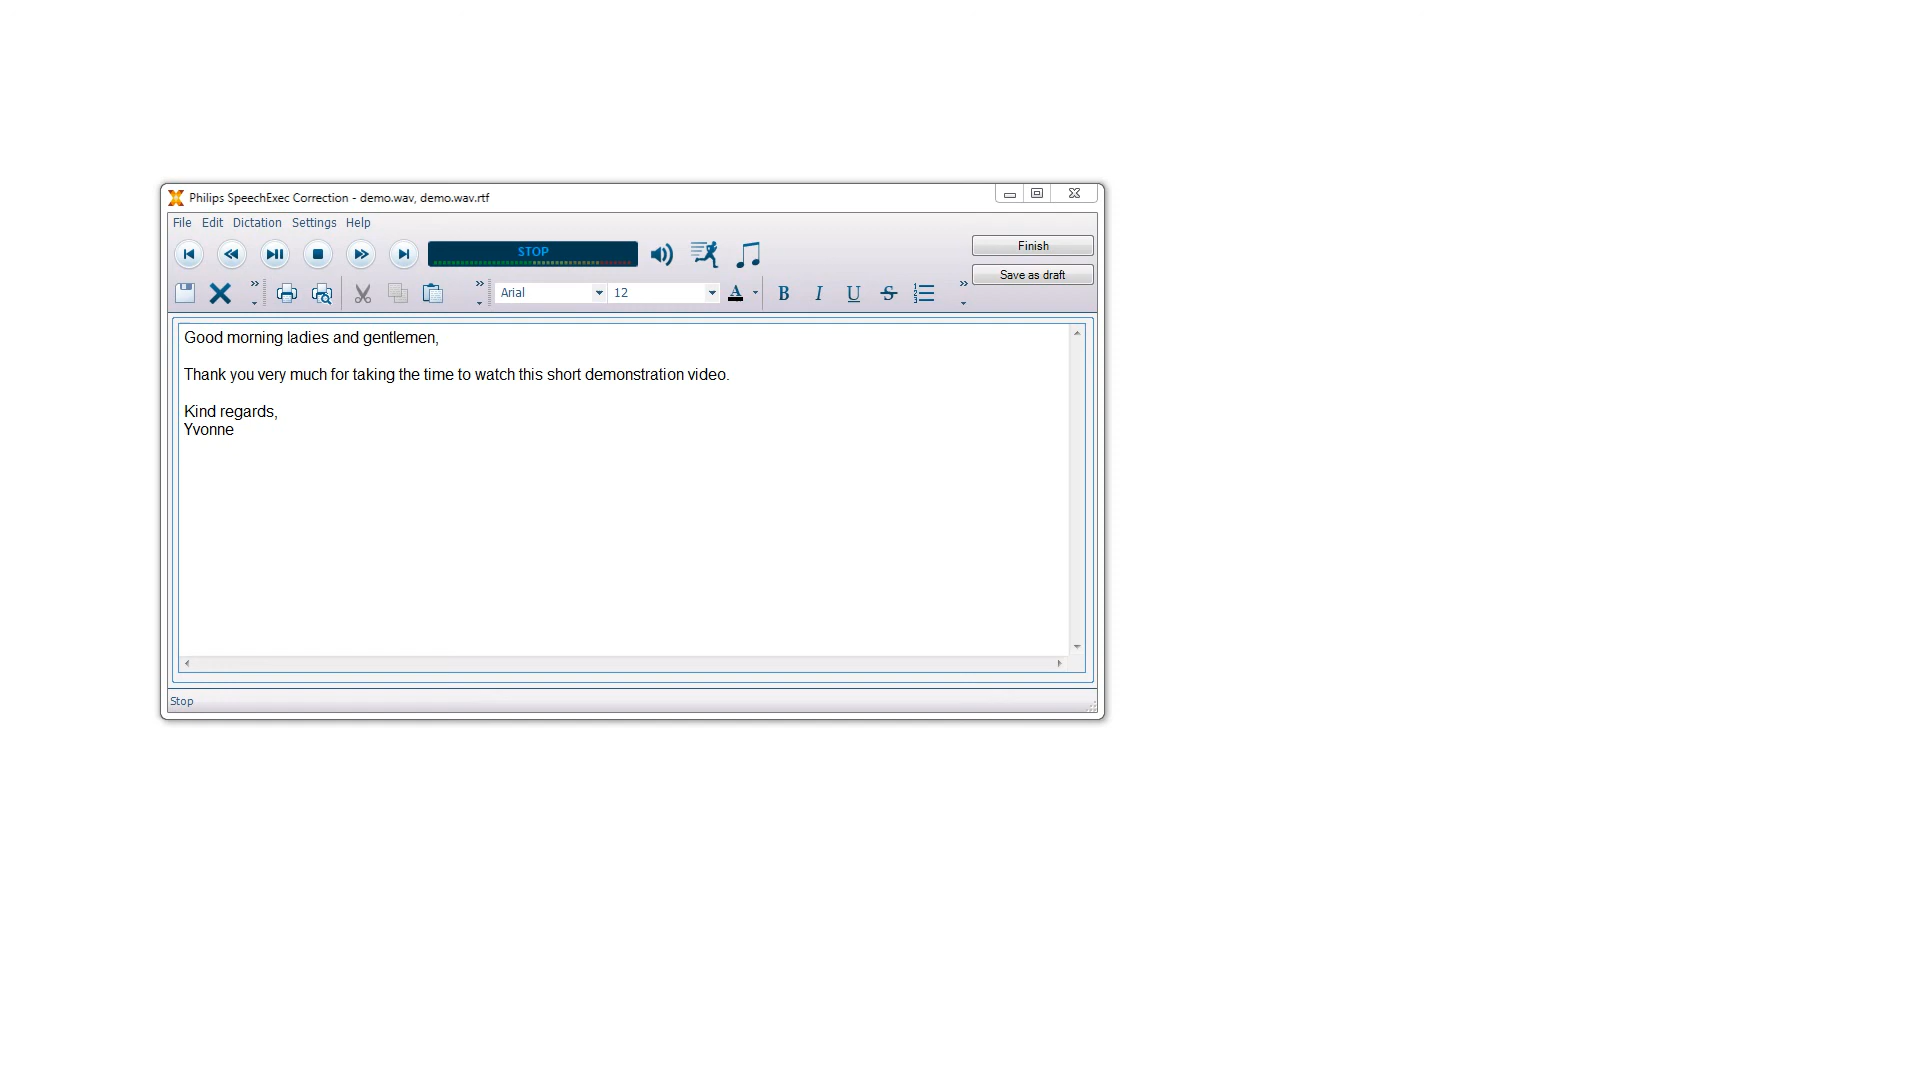 Philips SpeechExec Correction - demo.wav, demo.wav.rtf
File Edit Dictation Settings Help
STOP
Finish
Save as draft
Arial 12 A B I U S
Good morning ladies and gentlemen,
Thank you very much for taking the time to watch this short demonstration video.
Kind regards,
Yvonne
Stop